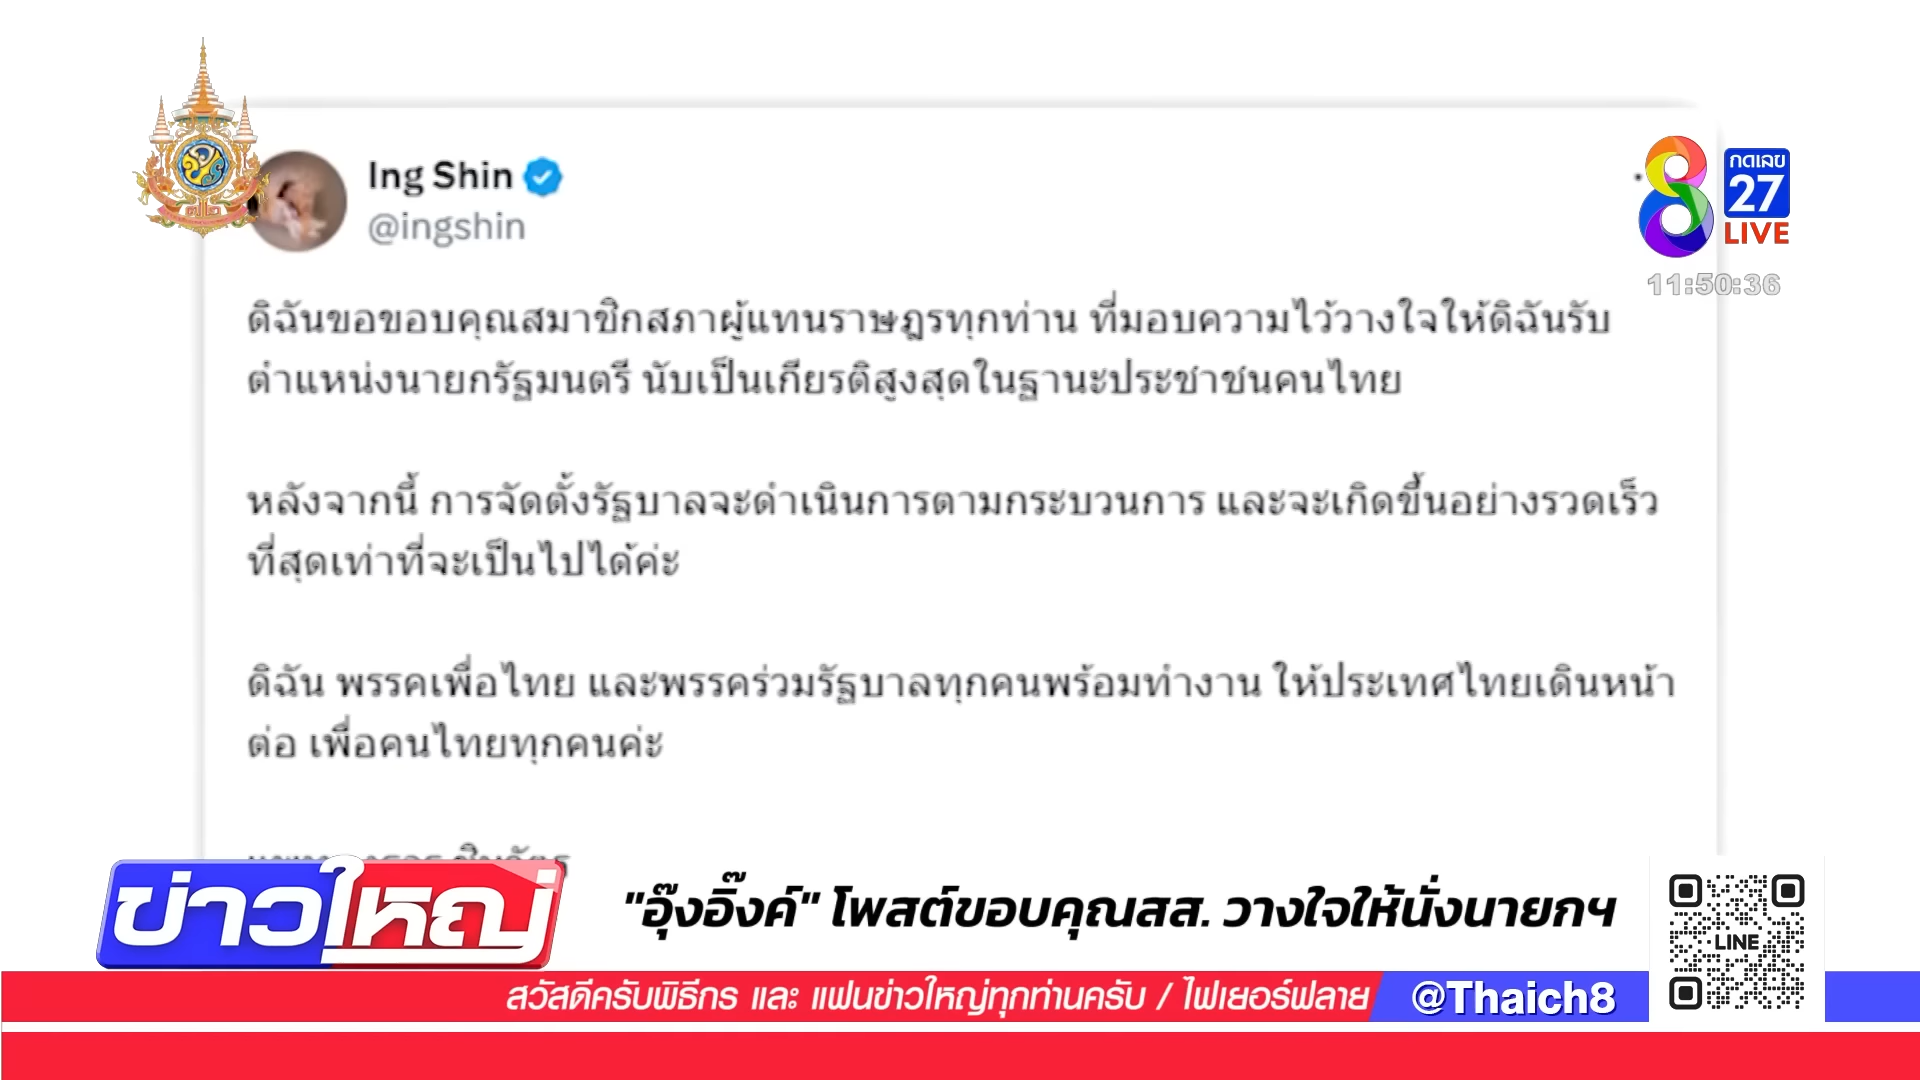 Ing Shin
@ingshin
กดเลข
8 27
LIVE
11:50:36
ดิฉันขอขอบคุณสมาชิกสภาผู้แทนราษฎรทุกท่าน ที่มอบความไว้วางใจให้ดิฉันรับ
ตำแหน่งนายกรัฐมนตรี นับเป็นเกียรติสูงสุดในฐานะประชาชนคนไทย
หลังจากนี้ การจัดตั้งรัฐบาลจะดำเนินการตามกระบวนการ และจะเกิดขึ้นอย่างรวดเร็ว
ที่สุดเท่าที่จะเป็นไปได้ค่ะ
ดิฉัน พรรคเพื่อไทย และพรรคร่วมรัฐบาลทุกคนพร้อมทำงาน ให้ประเทศไทยเดินหน้า
ต่อ เพื่อคนไทยทุกคนค่ะ
ข่าวใหญ่
"อุ๊งอิ๊งค์" โพสต์ขอบคุณสส. วางใจให้นั่งนายกฯ
LINE
สวัสดีครับพิธีกร และ แฟนข่าวใหญ่ทุกท่านครับ / ไฟเยอร์ฟลาย
@Thaich8